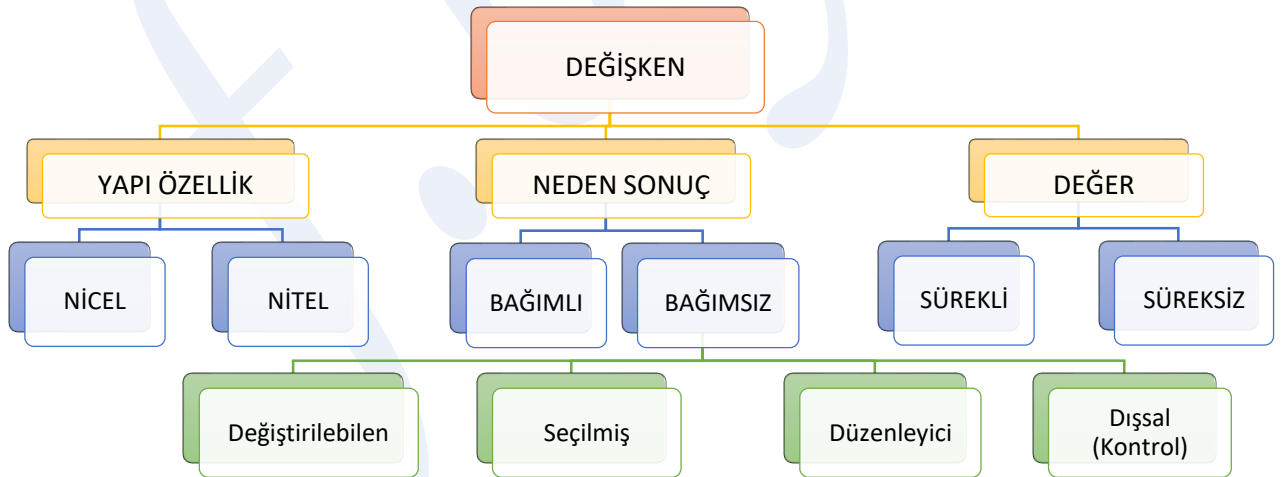 DEĞİŞKEN
YAPI ÖZELLİK
NEDEN SONUÇ
DEĞER
NİCEL
NİTEL
BAĞIMLI
BAĞIMSIZ
SÜREKLİ
SÜREKSİZ
Değiştirilebilen
Seçilmiş
Düzenleyici
Dışsal
(Kontrol)